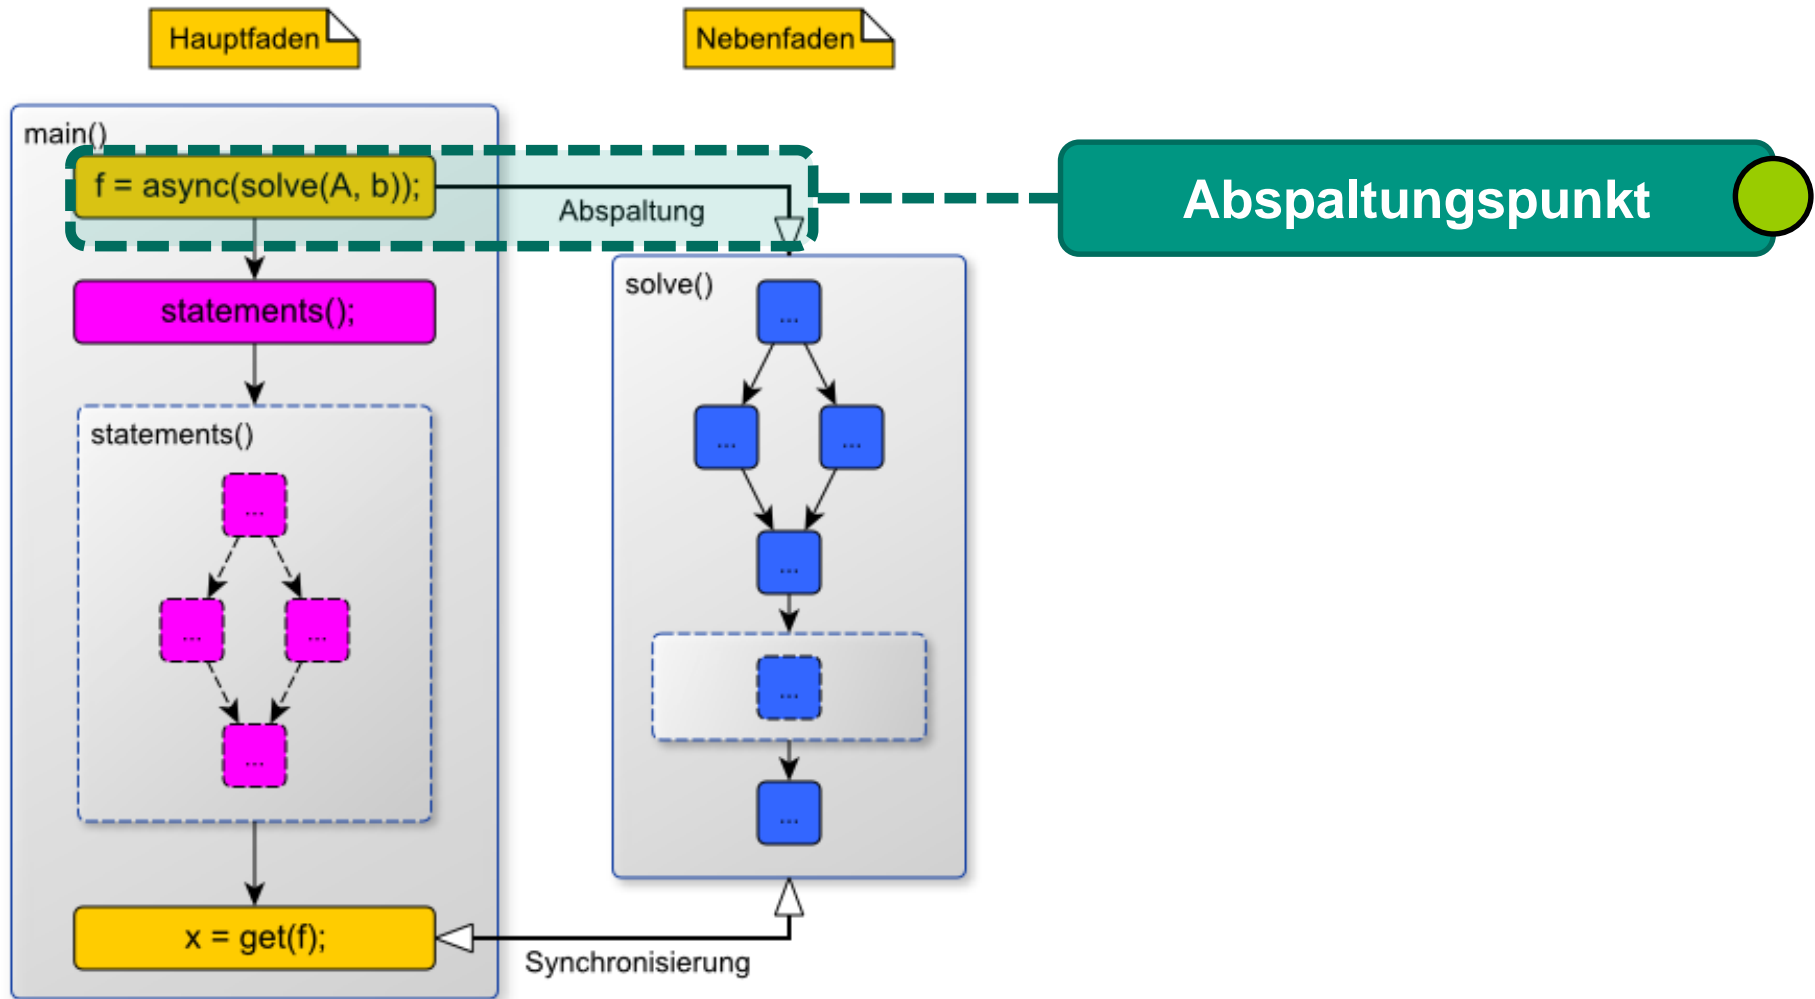 Hauptfaden
Nebenfaden
main()
f = async(solve(A, b));
Abspaltung
Abspaltungspunkt
solve()
statements();
...
statements()
...
...
...
...
...
...
...
...
...
x = get(f);
Synchronisierung